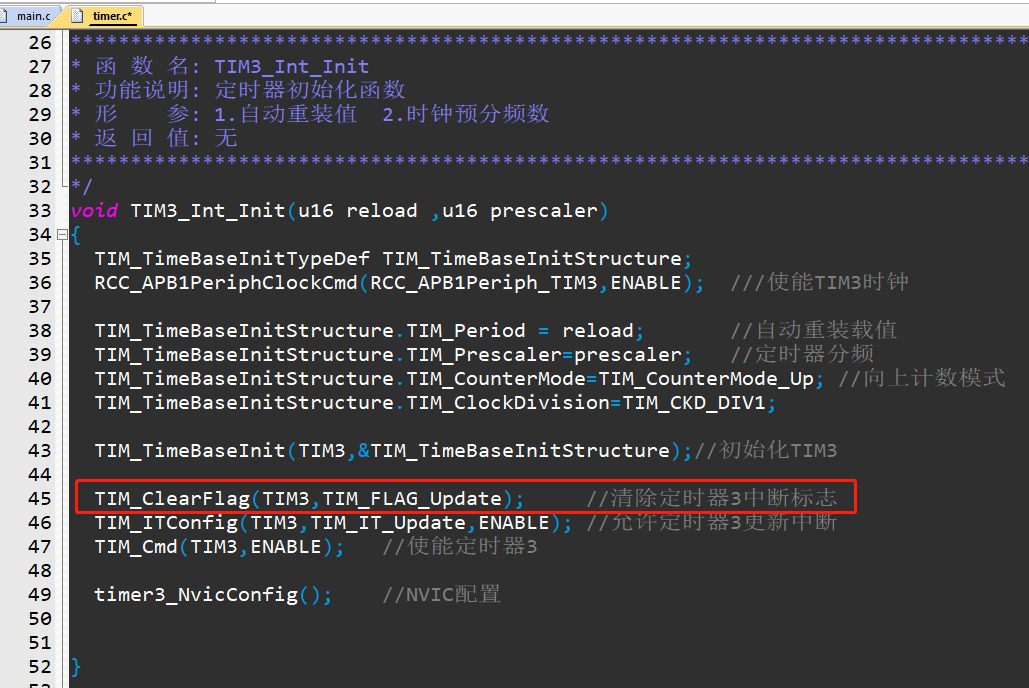 main.c timer.c*
26 ********************************************************************************
27 * 函 数 名: TIM3_Int_Init
28 * 功能说明: 定时器初始化函数
29 * 形    参: 1.自动重装值  2.时钟预分频数
30 * 返 回 值: 无
31 ********************************************************************************
32 */
33 void TIM3_Int_Init(u16 reload ,u16 prescaler)
34 {
35   TIM_TimeBaseInitTypeDef TIM_TimeBaseInitStructure;
36   RCC_APB1PeriphClockCmd(RCC_APB1Periph_TIM3,ENABLE);  ///使能TIM3时钟
37
38   TIM_TimeBaseInitStructure.TIM_Period = reload;       //自动重装载值
39   TIM_TimeBaseInitStructure.TIM_Prescaler=prescaler;   //定时器分频
40   TIM_TimeBaseInitStructure.TIM_CounterMode=TIM_CounterMode_Up; //向上计数模式
41   TIM_TimeBaseInitStructure.TIM_ClockDivision=TIM_CKD_DIV1;
42
43   TIM_TimeBaseInit(TIM3,&TIM_TimeBaseInitStructure);//初始化TIM3
44
45   TIM_ClearFlag(TIM3,TIM_FLAG_Update);     //清除定时器3中断标志
46   TIM_ITConfig(TIM3,TIM_IT_Update,ENABLE); //允许定时器3更新中断
47   TIM_Cmd(TIM3,ENABLE);   //使能定时器3
48
49   timer3_NvicConfig();    //NVIC配置
50
51
52 }